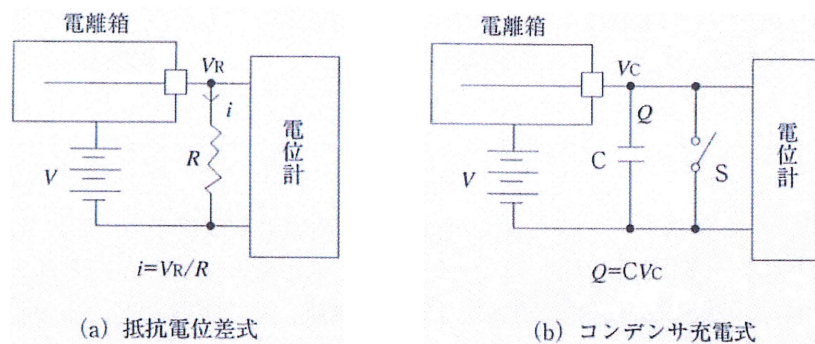 電離箱
VR
i
R
V
電位計
i=VR/R
(a) 抵抗電位差式
電離箱
VC
Q
C
S
V
電位計
Q=CVC
(b) コンデンサ充電式